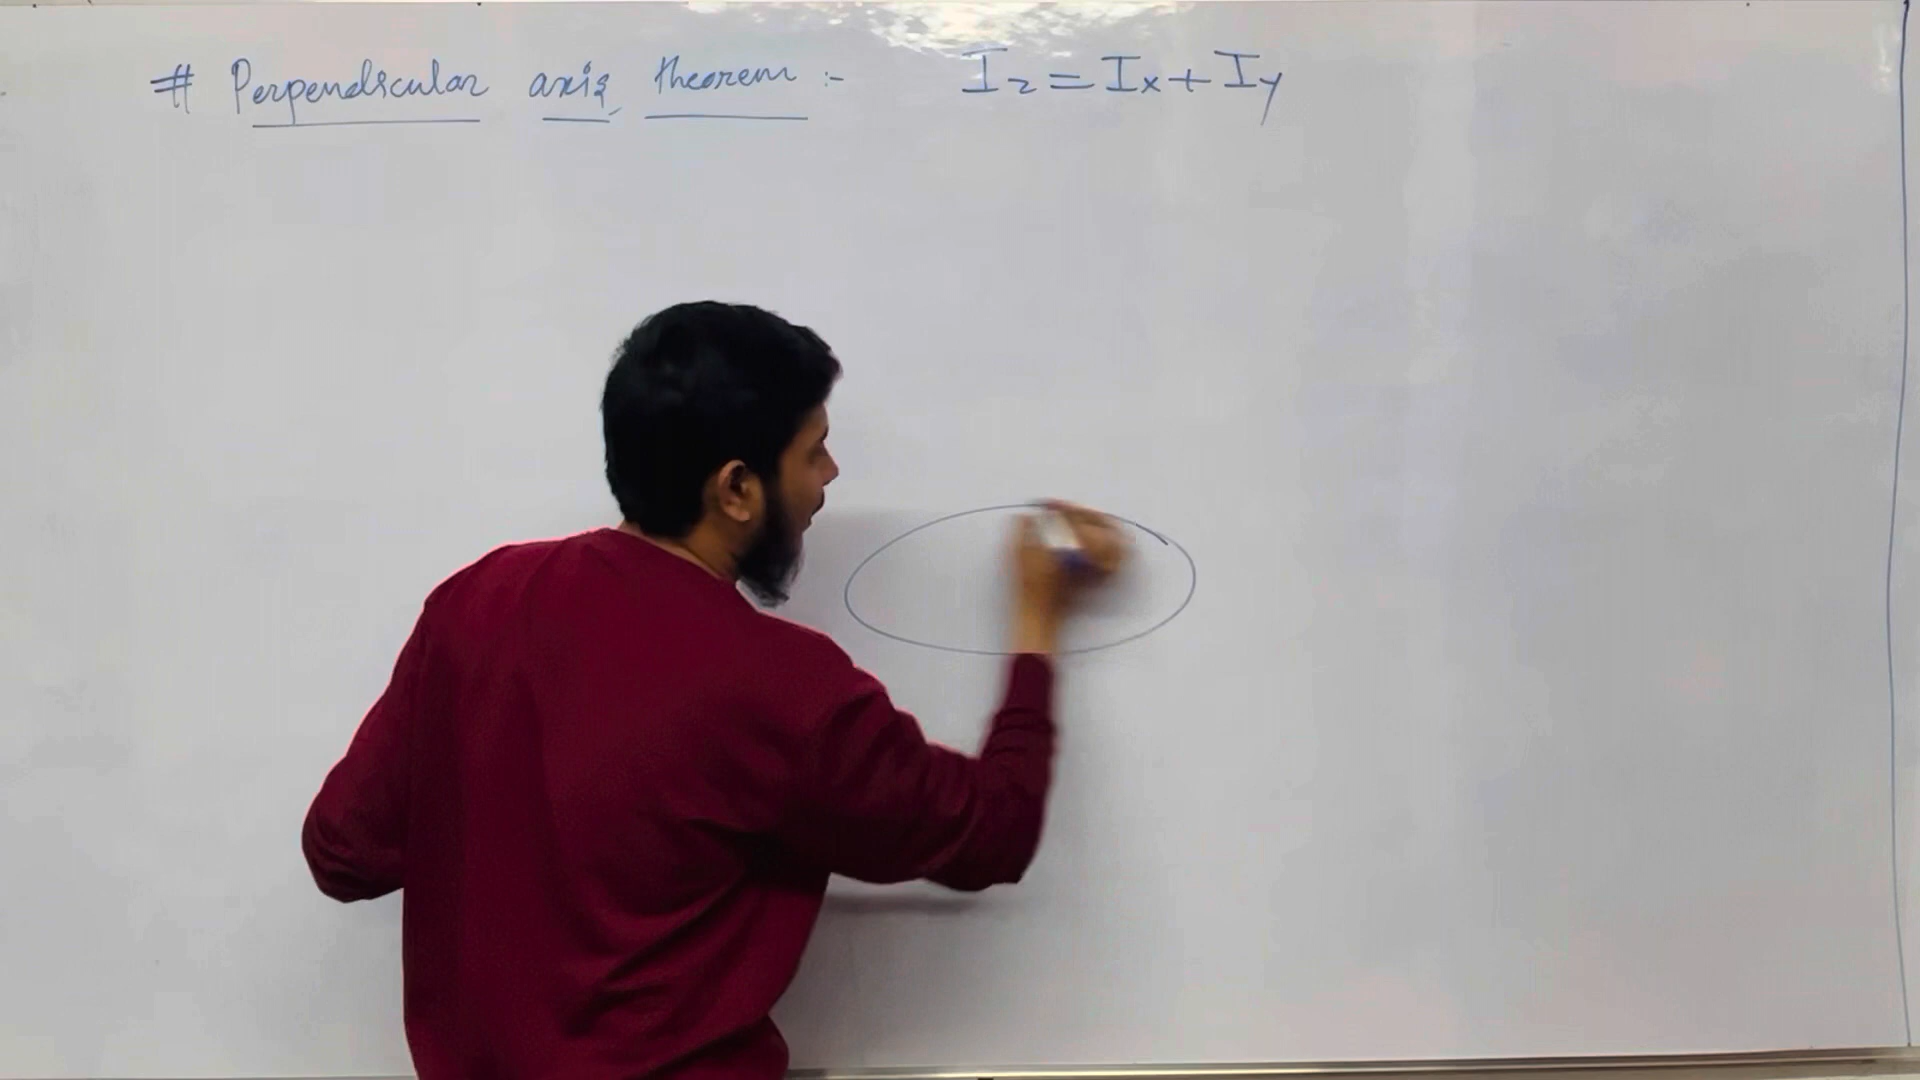 # Perpendicular axis theorem :- Iz = Ix + Iy